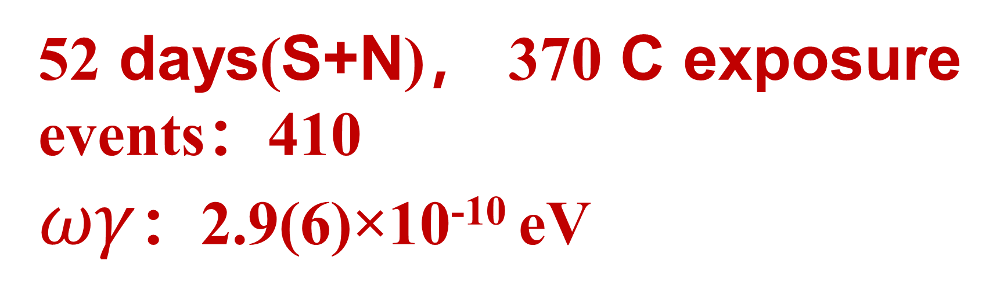 52 days(S+N)， 370 C exposure
events：410
ωγ：2.9(6)×10⁻¹⁰ eV